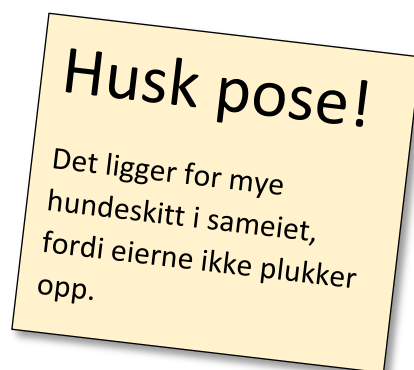 Husk pose!
Det ligger for mye
hundeskitt i sameiet,
fordi eierne ikke plukker
opp.